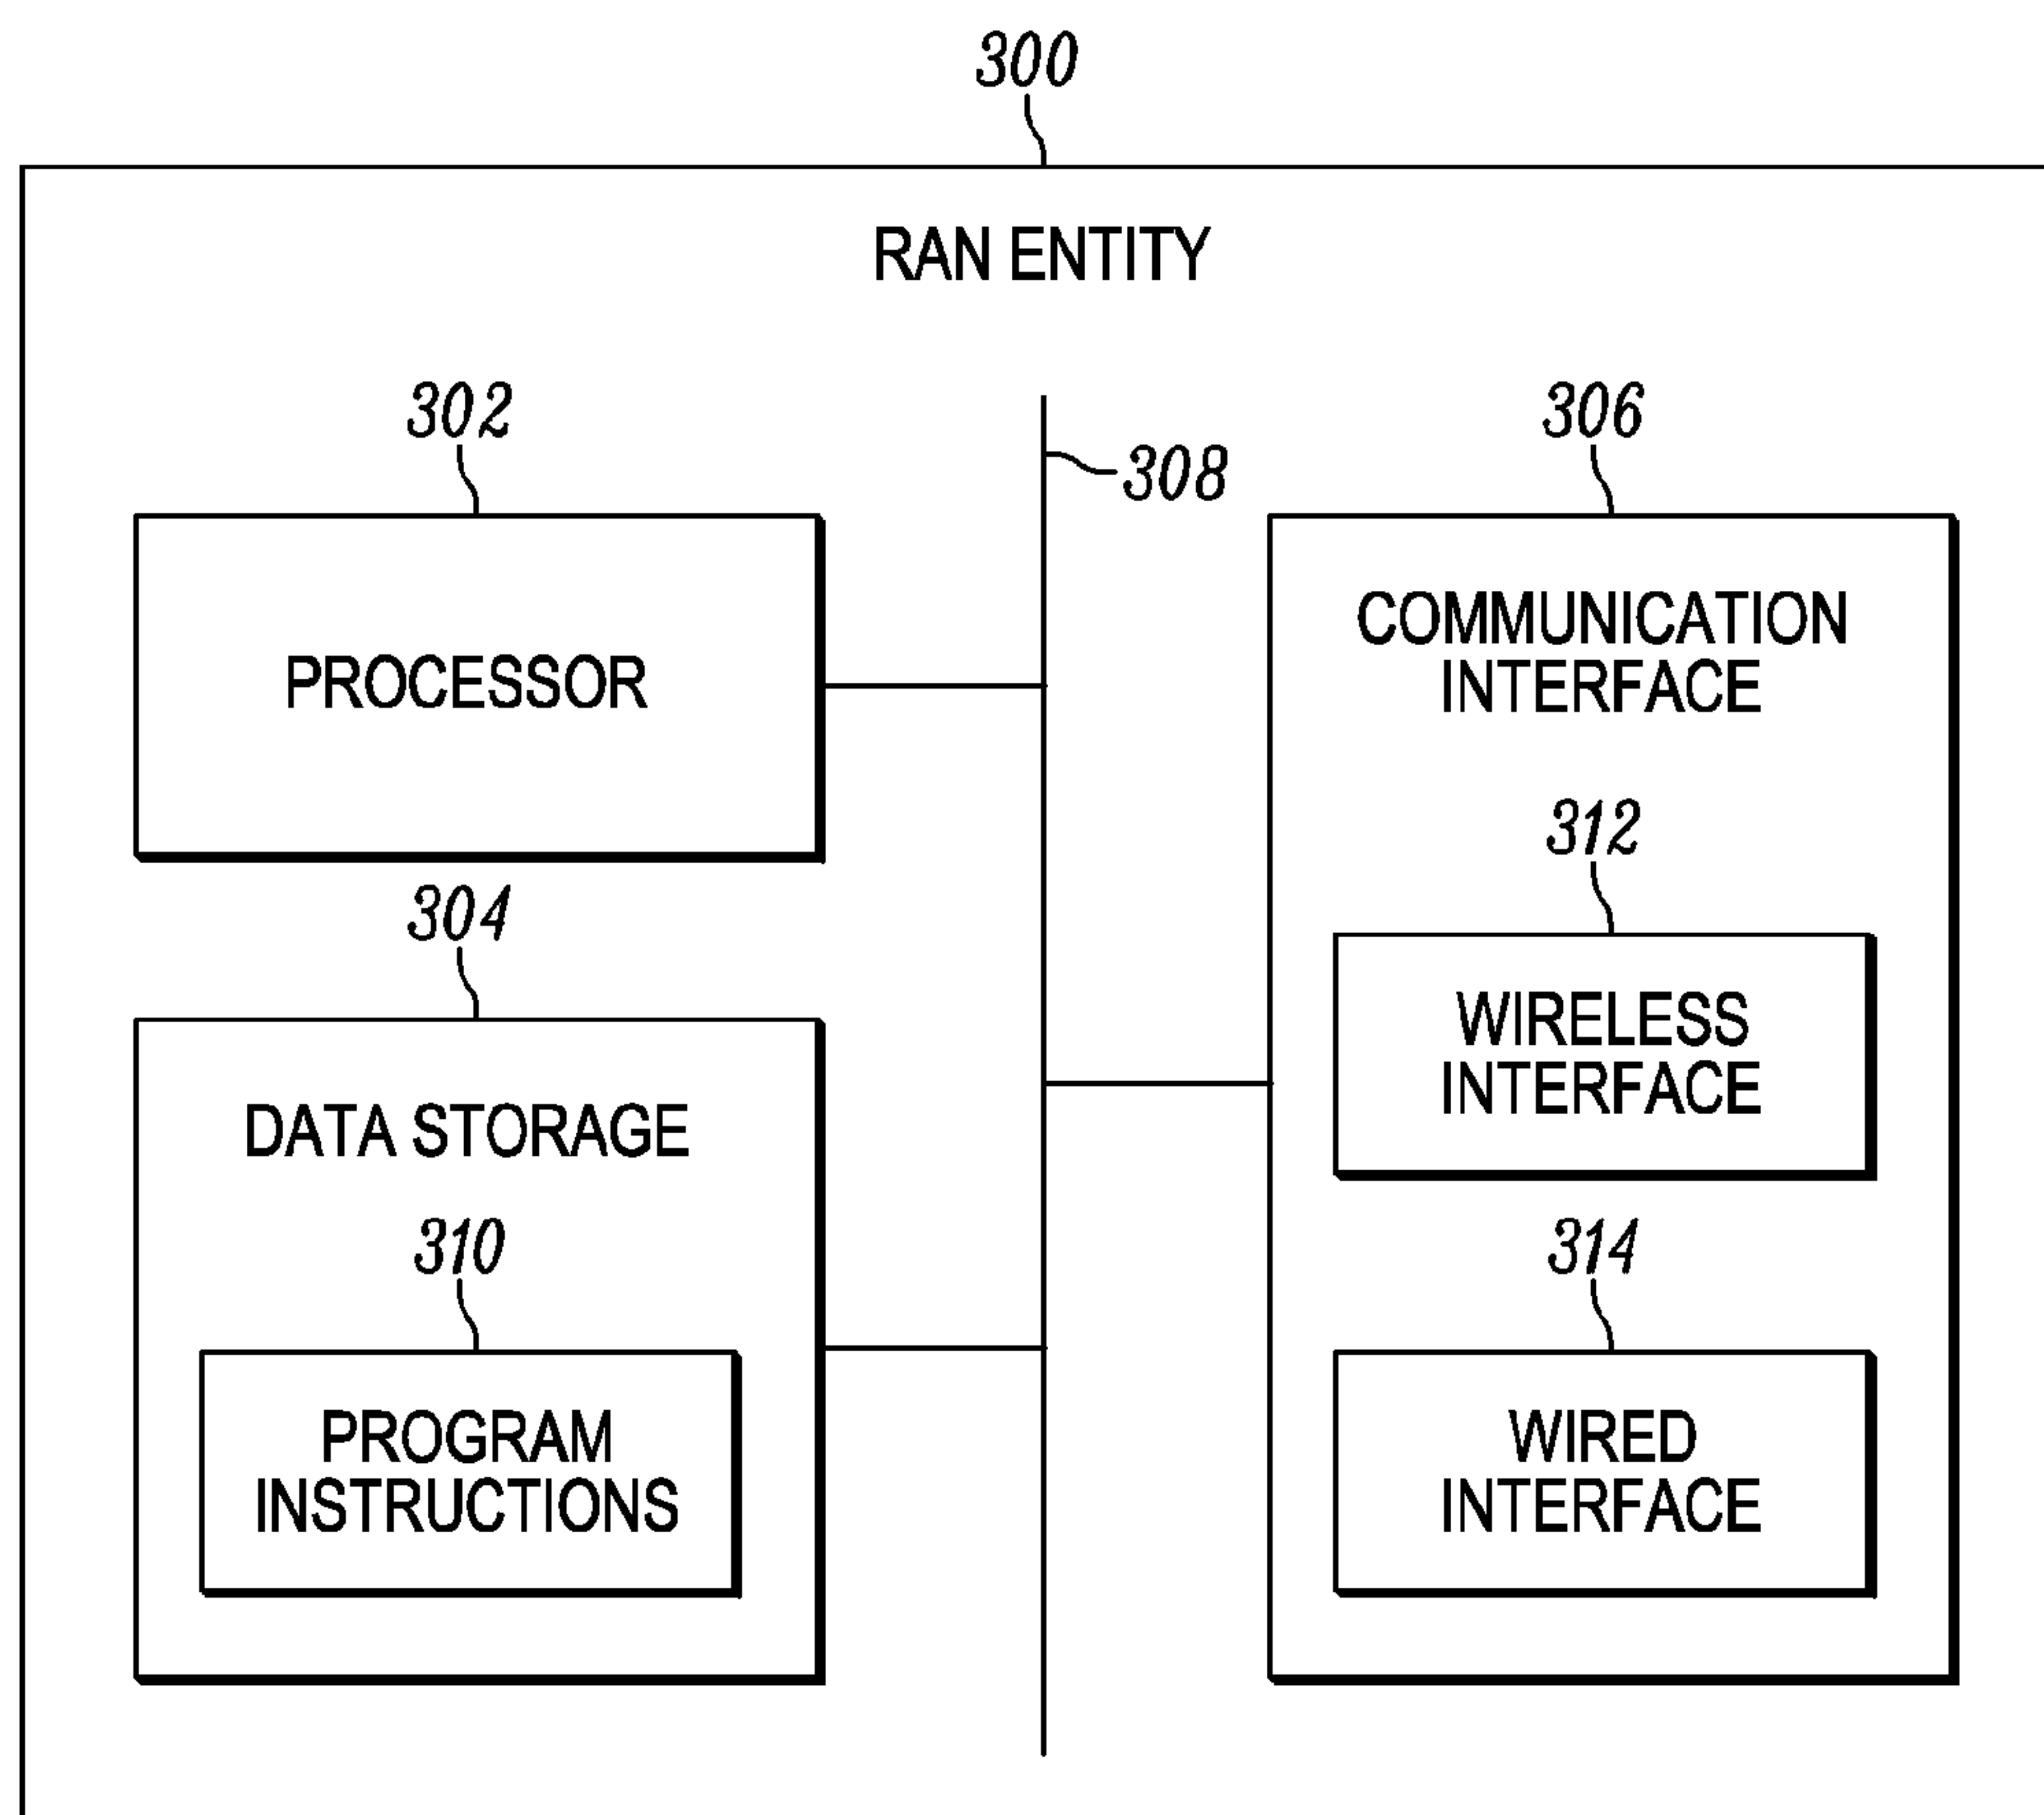 300
RAN ENTITY
302
308
306
PROCESSOR
COMMUNICATION
INTERFACE
304
312
DATA STORAGE
WIRELESS
INTERFACE
310
314
PROGRAM
INSTRUCTIONS
WIRED
INTERFACE